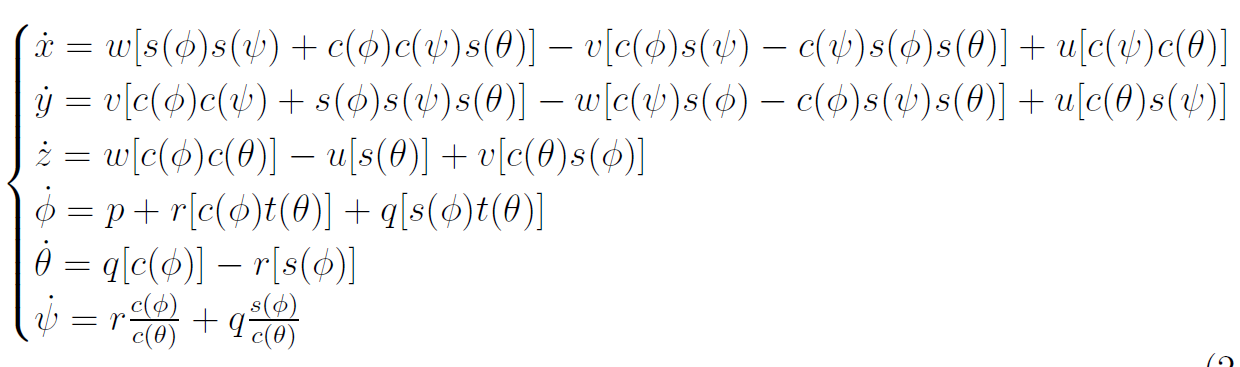 ẋ = w[s(ϕ)s(ψ) + c(ϕ)c(ψ)s(θ)] − v[c(ϕ)s(ψ) − c(ψ)s(ϕ)s(θ)] + u[c(ψ)c(θ)]
ẏ = v[c(ϕ)c(ψ) + s(ϕ)s(ψ)s(θ)] − w[c(ψ)s(ϕ) − c(ϕ)s(ψ)s(θ)] + u[c(θ)s(ψ)]
ż = w[c(ϕ)c(θ)] − u[s(θ)] + v[c(θ)s(ϕ)]
ϕ̇ = p + r[c(ϕ)t(θ)] + q[s(ϕ)t(θ)]
θ̇ = q[c(ϕ)] − r[s(ϕ)]
ψ̇ = r c(ϕ)/c(θ) + q s(ϕ)/c(θ)